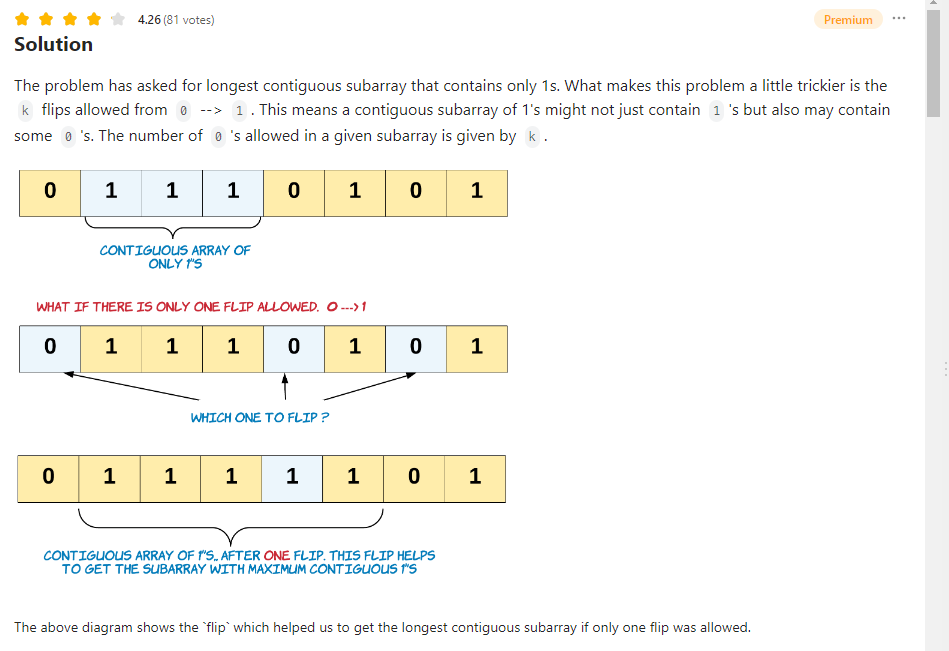 4.26 (81 votes)
Premium
Solution
The problem has asked for longest contiguous subarray that contains only 1s. What makes this problem a little trickier is the
k flips allowed from 0 --> 1 . This means a contiguous subarray of 1's might not just contain 1 's but also may contain
some 0 's. The number of 0 's allowed in a given subarray is given by k .
0 1 1 1 0 1 0 1
CONTIGUOUS ARRAY OF
ONLY 1"S
WHAT IF THERE IS ONLY ONE FLIP ALLOWED. 0 ---> 1
0 1 1 1 0 1 0 1
WHICH ONE TO FLIP ?
0 1 1 1 1 1 0 1
CONTIGUOUS ARRAY OF 1"S,, AFTER ONE FLIP. THIS FLIP HELPS
TO GET THE SUBARRAY WITH MAXIMUM CONTIGUOUS 1"S
The above diagram shows the `flip` which helped us to get the longest contiguous subarray if only one flip was allowed.